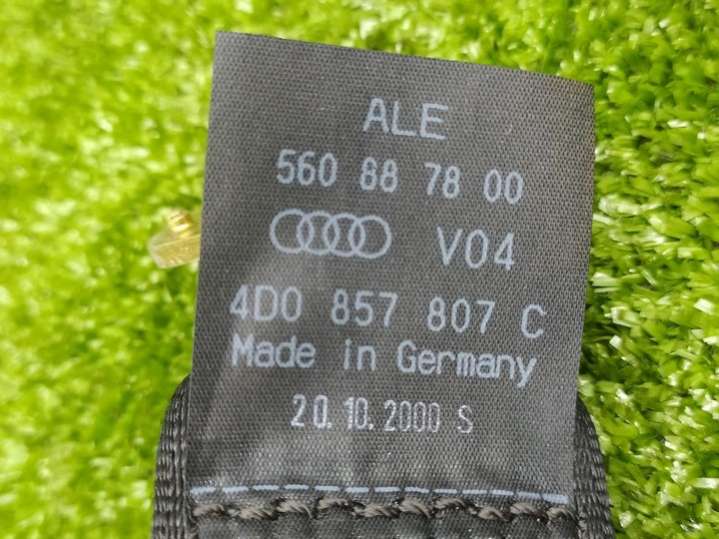 ALE
560 88 78 00
V04
4D0 857 807 C
Made in Germany
20.10.2000 S